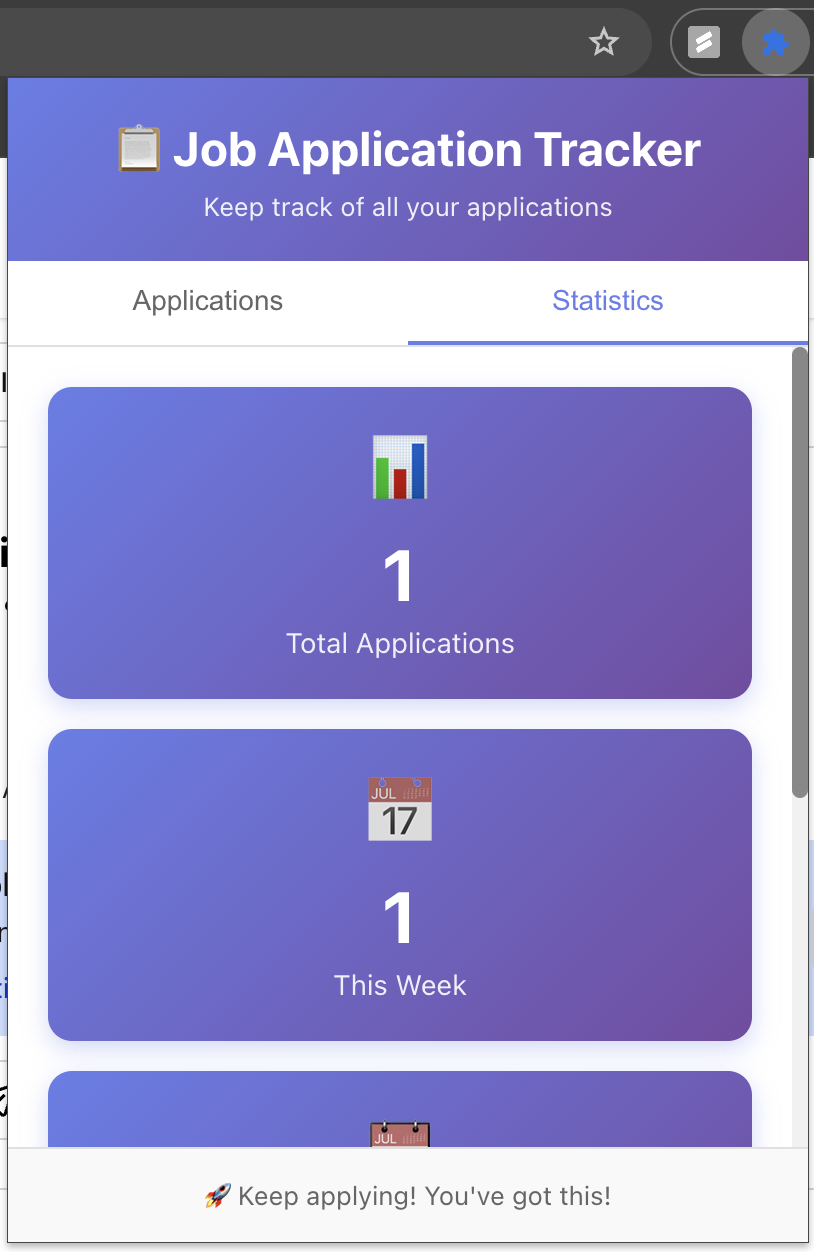 Job Application Tracker
Keep track of all your applications
Applications
Statistics
1
Total Applications
JUL
17
1
This Week
JUL
Keep applying! You've got this!